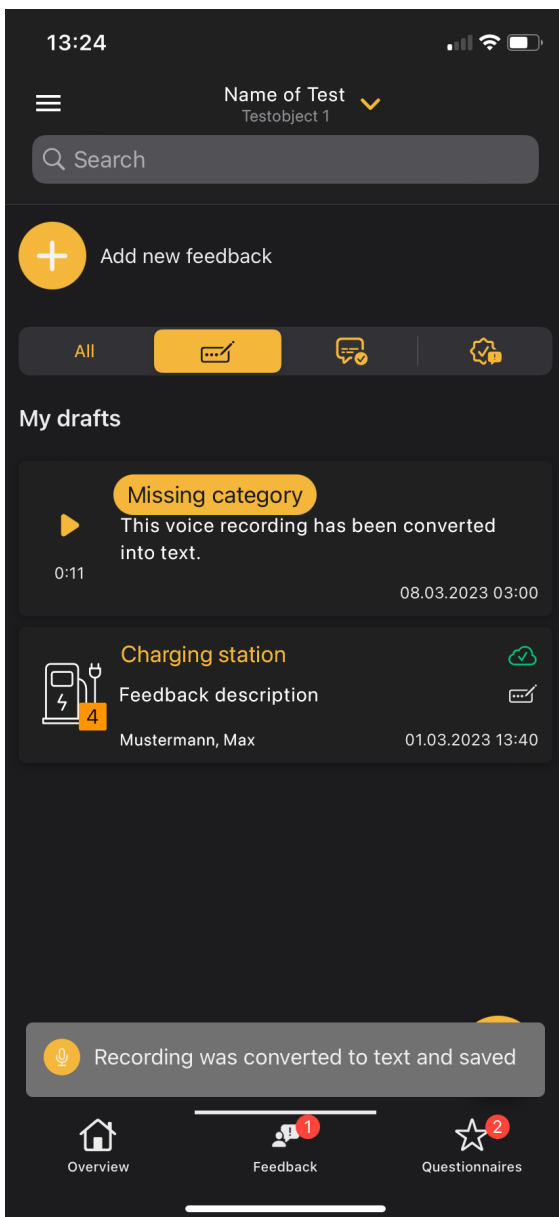 13:24
Name of Test
Testobject 1
Search
Add new feedback
All
My drafts
Missing category
This voice recording has been converted
into text.
0:11
08.03.2023 03:00
Charging station
Feedback description
4
Mustermann, Max
01.03.2023 13:40
Recording was converted to text and saved
1
2
Overview
Feedback
Questionnaires